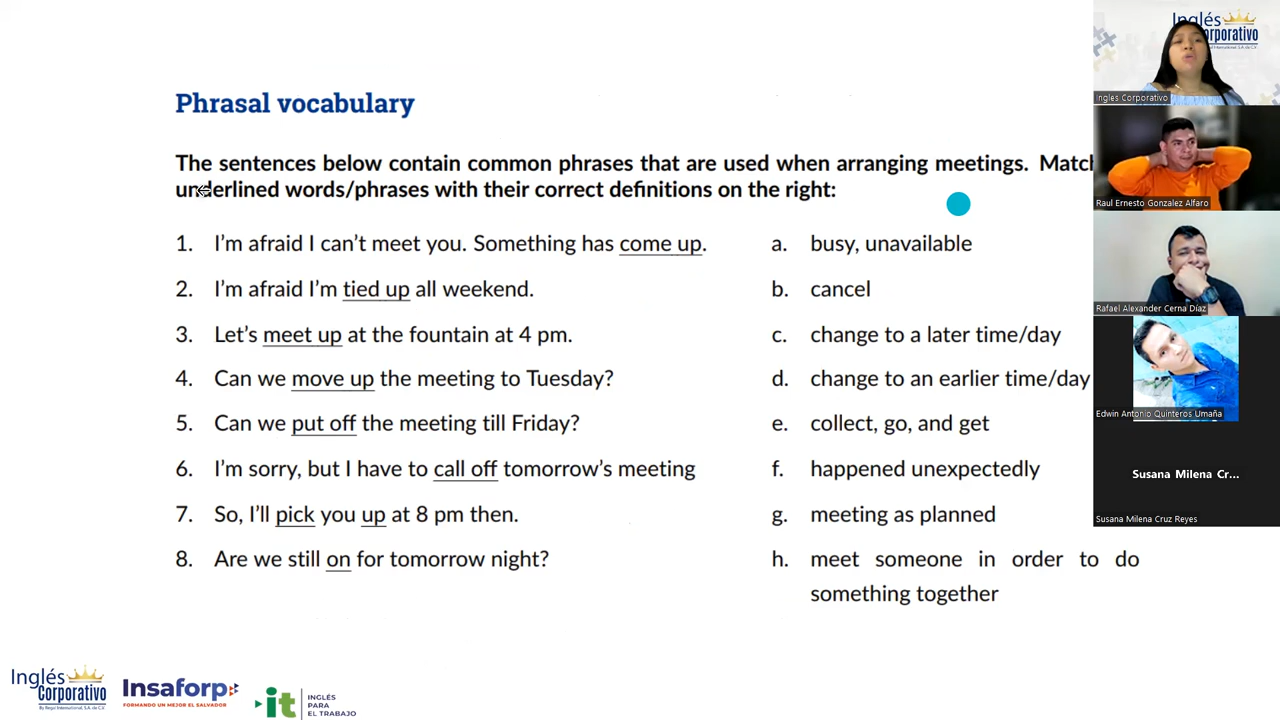 Phrasal vocabulary
The sentences below contain common phrases that are used when arranging meetings. Match
underlined words/phrases with their correct definitions on the right:
1. I'm afraid I can't meet you. Something has come up.
2. I'm afraid I'm tied up all weekend.
3. Let's meet up at the fountain at 4 pm.
4. Can we move up the meeting to Tuesday?
5. Can we put off the meeting till Friday?
6. I'm sorry, but I have to call off tomorrow's meeting
7. So, I'll pick you up at 8 pm then.
8. Are we still on for tomorrow night?
a. busy, unavailable
b. cancel
c. change to a later time/day
d. change to an earlier time/day
e. collect, go, and get
f. happened unexpectedly
g. meeting as planned
h. meet someone in order to do
something together
Inglés
Corporativo
Ingles Corporativo
Raul Ernesto Gonzalez Alfaro
Rafael Alexander Cerna Díaz
Edwin Antonio Quinteros Umaña
Susana Milena Cr...
Susana Milena Cruz Reyes
Inglés
Corporativo
By Regal International, S.A. de C.V.
Insaforp
FORMANDO UN MEJOR EL SALVADOR
it
INGLÉS
PARA
EL TRABAJO